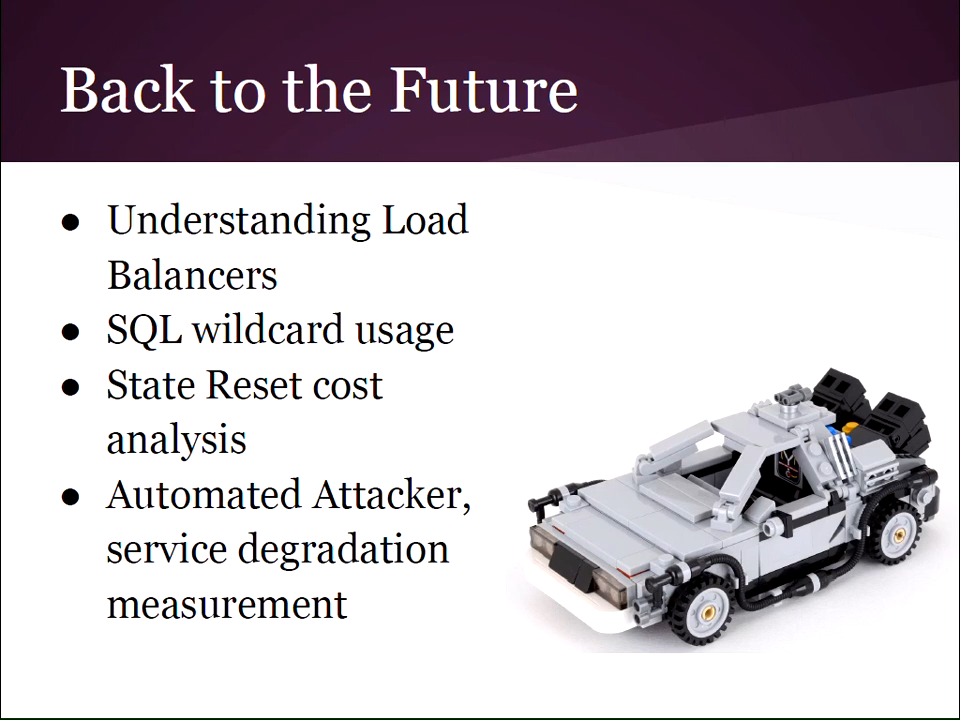 Back to the Future
● Understanding Load
Balancers
● SQL wildcard usage
● State Reset cost
analysis
● Automated Attacker,
service degradation
measurement